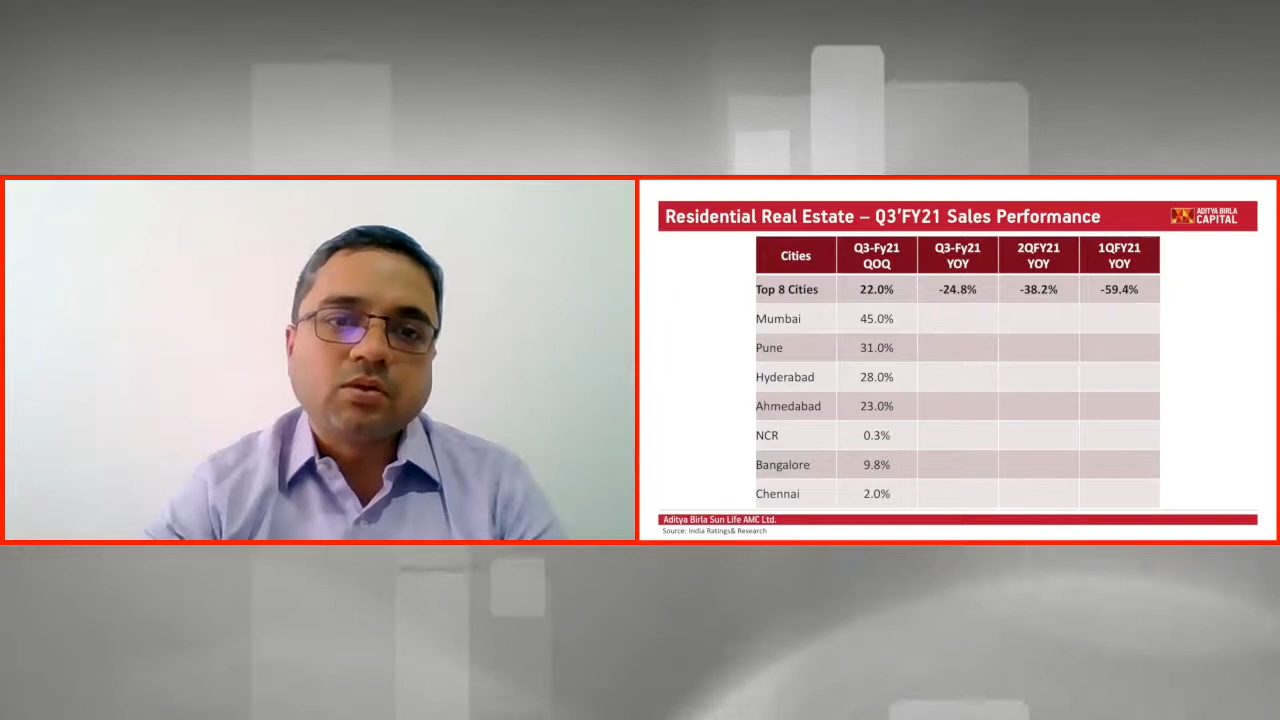 Residential Real Estate – Q3'FY21 Sales Performance
ADITYA BIRLA
CAPITAL
Cities Q3-Fy21 QOQ Q3-Fy21 YOY 2QFY21 YOY 1QFY21 YOY
Top 8 Cities 22.0% -24.8% -38.2% -59.4%
Mumbai 45.0%
Pune 31.0%
Hyderabad 28.0%
Ahmedabad 23.0%
NCR 0.3%
Bangalore 9.8%
Chennai 2.0%
Aditya Birla Sun Life AMC Ltd.
Source: India Ratings& Research